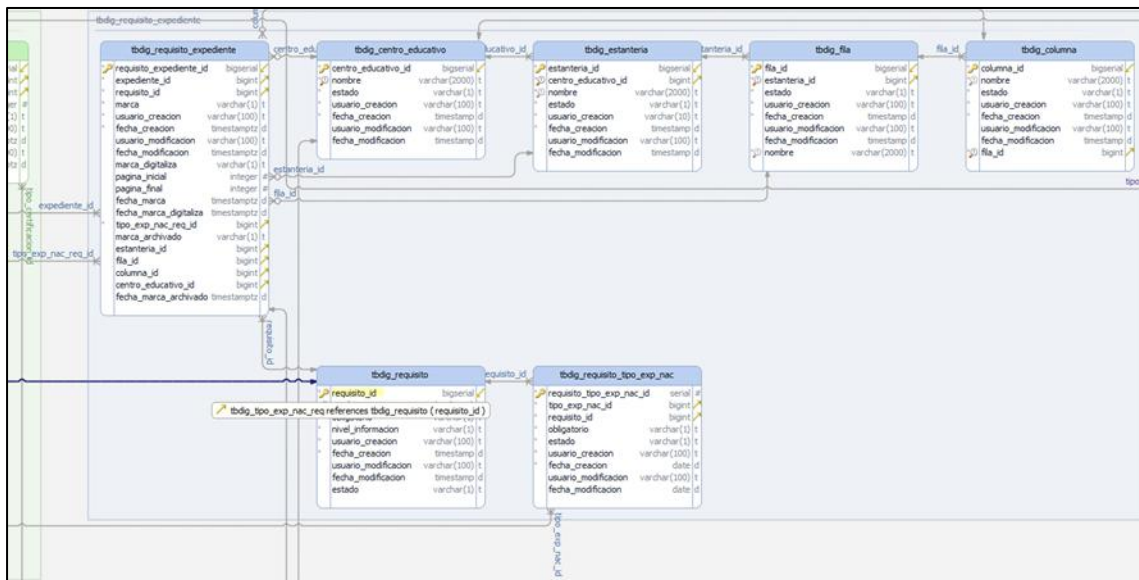 tbdig_requisito_expediente
tbdig_requisito_expediente
requisito_expediente_id bigserial
expediente_id bigint
requisito_id bigint
marca varchar(1) t
usuario_creacion varchar(100) t
fecha_creacion timestamptz d
usuario_modificacion varchar(100) t
fecha_modificacion timestamptz d
marca_digitaliza varchar(1) t
pagina_inicial integer #
pagina_final integer #
fecha_marca timestamptz d
fecha_marca_digitaliza timestamptz d
tipo_exp_nac_req_id bigint
marca_archivado varchar(1) t
estanteria_id bigint
fila_id bigint
columna_id bigint
centro_educativo_id bigint
fecha_marca_archivado timestamptz d
centro_edu
tbdig_centro_educativo
centro_educativo_id bigserial
nombre varchar(2000) t
estado varchar(1) t
usuario_creacion varchar(100) t
fecha_creacion timestamp d
usuario_modificacion varchar(100) t
fecha_modificacion timestamp d
ucativo_id
tbdig_estanteria
estanteria_id bigserial
centro_educativo_id bigint
nombre varchar(2000) t
estado varchar(1) t
usuario_creacion varchar(10) t
fecha_creacion timestamp d
usuario_modificacion varchar(100) t
fecha_modificacion timestamp d
tanteria_id
tbdig_fila
fila_id bigserial
estanteria_id bigint
estado varchar(1) t
usuario_creacion varchar(100) t
fecha_creacion timestamp d
usuario_modificacion varchar(100) t
fecha_modificacion timestamp d
nombre varchar(2000) t
fila_id
tbdig_columna
columna_id bigserial
nombre varchar(2000) t
estado varchar(1) t
usuario_creacion varchar(100) t
fecha_creacion timestamp d
usuario_modificacion varchar(100) t
fecha_modificacion timestamp d
fila_id bigint
estanteria_id
fila_id
tipo
expediente_id
tipo_exp_nac_req_id
tipo_certificacion_id
requisito_id
tbdig_requisito
requisito_id bigserial
tbdig_tipo_exp_nac_req references tbdig_requisito ( requisito_id )
nivel_informacion varchar(1) t
usuario_creacion varchar(100) t
fecha_creacion timestamp d
usuario_modificacion varchar(100) t
fecha_modificacion timestamp d
estado varchar(1) t
equisito_id
tbdig_requisito_tipo_exp_nac
requisito_tipo_exp_nac_id serial #
tipo_exp_nac_id bigint
requisito_id bigint
obligatorio varchar(1) t
estado varchar(1) t
usuario_creacion varchar(100) t
fecha_creacion date d
usuario_modificacion varchar(100) t
fecha_modificacion date d
tipo_exp_nac_id